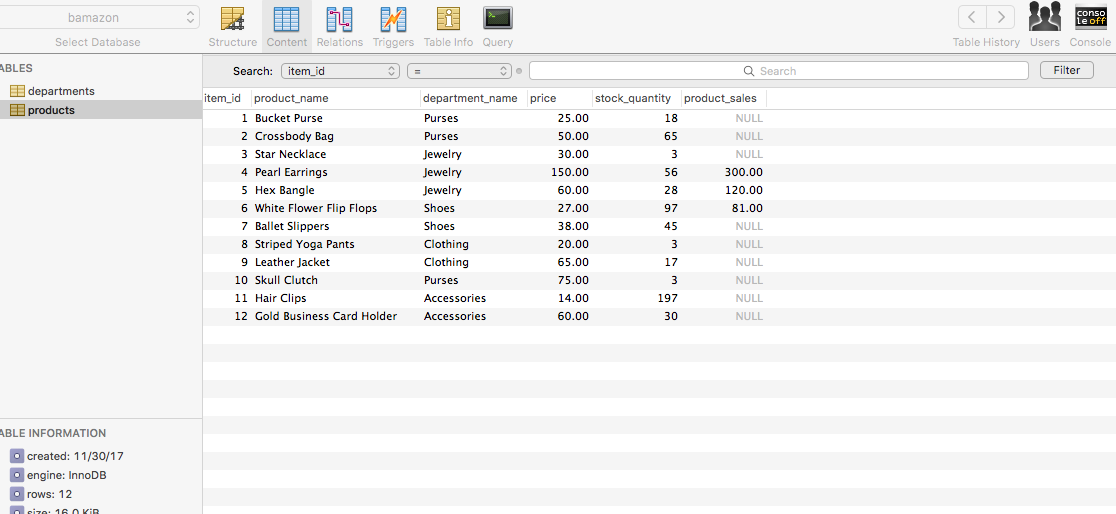 bamazon
Select Database
Structure Content Relations Triggers Table Info Query
Table History Users Console
conso
le off
ABLES
departments
products
Search: item_id = Search Filter
item_id product_name department_name price stock_quantity product_sales
1 Bucket Purse Purses 25.00 18 NULL
2 Crossbody Bag Purses 50.00 65 NULL
3 Star Necklace Jewelry 30.00 3 NULL
4 Pearl Earrings Jewelry 150.00 56 300.00
5 Hex Bangle Jewelry 60.00 28 120.00
6 White Flower Flip Flops Shoes 27.00 97 81.00
7 Ballet Slippers Shoes 38.00 45 NULL
8 Striped Yoga Pants Clothing 20.00 3 NULL
9 Leather Jacket Clothing 65.00 17 NULL
10 Skull Clutch Purses 75.00 3 NULL
11 Hair Clips Accessories 14.00 197 NULL
12 Gold Business Card Holder Accessories 60.00 30 NULL
ABLE INFORMATION
created: 11/30/17
engine: InnoDB
rows: 12
size: 16.0 KiB